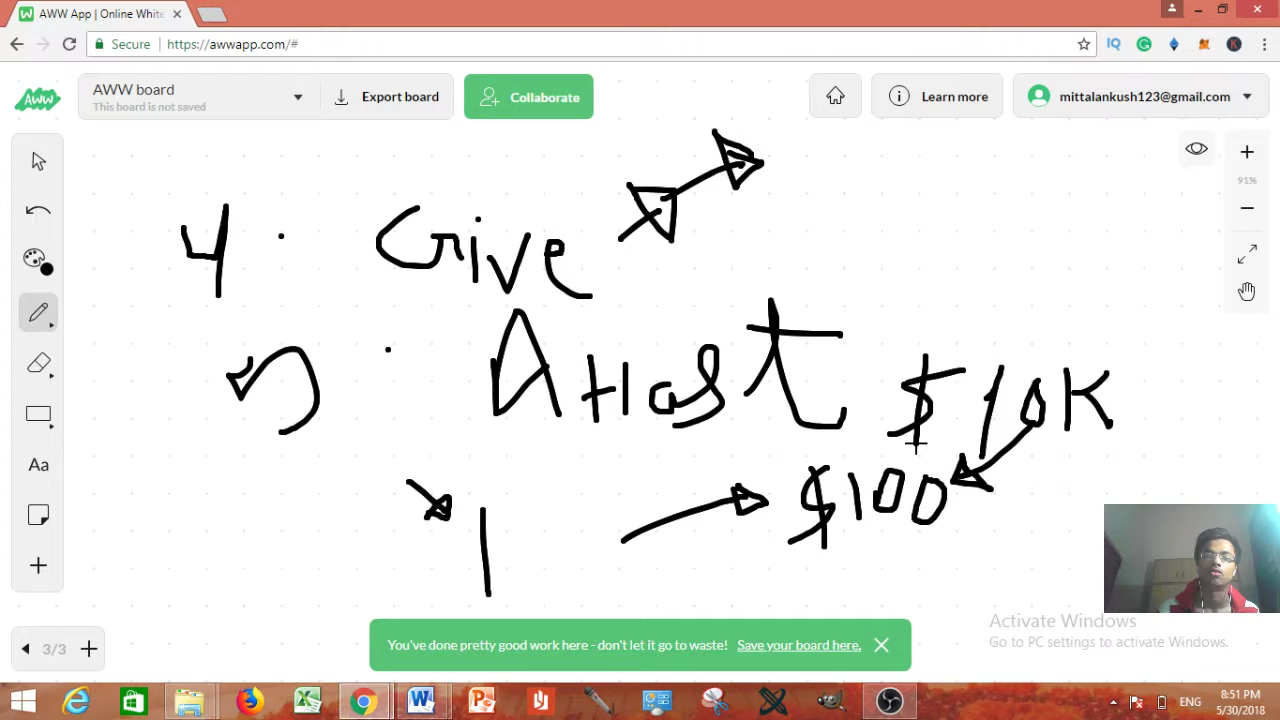 AWW App | Online White
Secure https://awwapp.com/#
AWW board
This board is not saved
Export board
Collaborate
Learn more
mittalankush123@gmail.com
91%
4. Give
5. Atlast $10K
1 $100
Aa
You've done pretty good work here - don't let it go to waste! Save your board here.
3/3
Activate Windows
Go to PC settings to activate Windows.
ENG
8:51 PM
5/30/2018